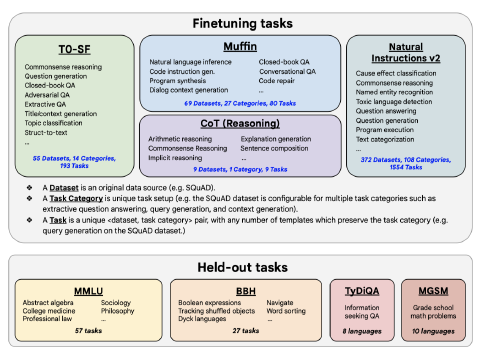 Finetuning tasks
T0-SF
Commonsense reasoning
Question generation
Closed-book QA
Adversarial QA
Extractive QA
Title/context generation
Topic classification
Struct-to-text
...
55 Datasets, 14 Categories,
193 Tasks
Muffin
Natural language inference
Code instruction gen.
Program synthesis
Dialog context generation
Closed-book QA
Conversational QA
Code repair
...
69 Datasets, 27 Categories, 80 Tasks
CoT (Reasoning)
Arithmetic reasoning
Commonsense Reasoning
Implicit reasoning
Explanation generation
Sentence composition
...
9 Datasets, 1 Category, 9 Tasks
Natural
Instructions v2
Cause effect classification
Commonsense reasoning
Named entity recognition
Toxic language detection
Question answering
Question generation
Program execution
Text categorization
...
372 Datasets, 108 Categories,
1554 Tasks
❖ A Dataset is an original data source (e.g. SQuAD).
❖ A Task Category is unique task setup (e.g. the SQuAD dataset is configurable for multiple task categories such as
extractive question answering, query generation, and context generation).
❖ A Task is a unique <dataset, task category> pair, with any number of templates which preserve the task category (e.g.
query generation on the SQuAD dataset.)
Held-out tasks
MMLU
Abstract algebra
College medicine
Professional law
Sociology
Philosophy
...
57 tasks
BBH
Boolean expressions
Tracking shuffled objects
Dyck languages
Navigate
Word sorting
...
27 tasks
TyDiQA
Information
seeking QA
8 languages
MGSM
Grade school
math problems
10 languages